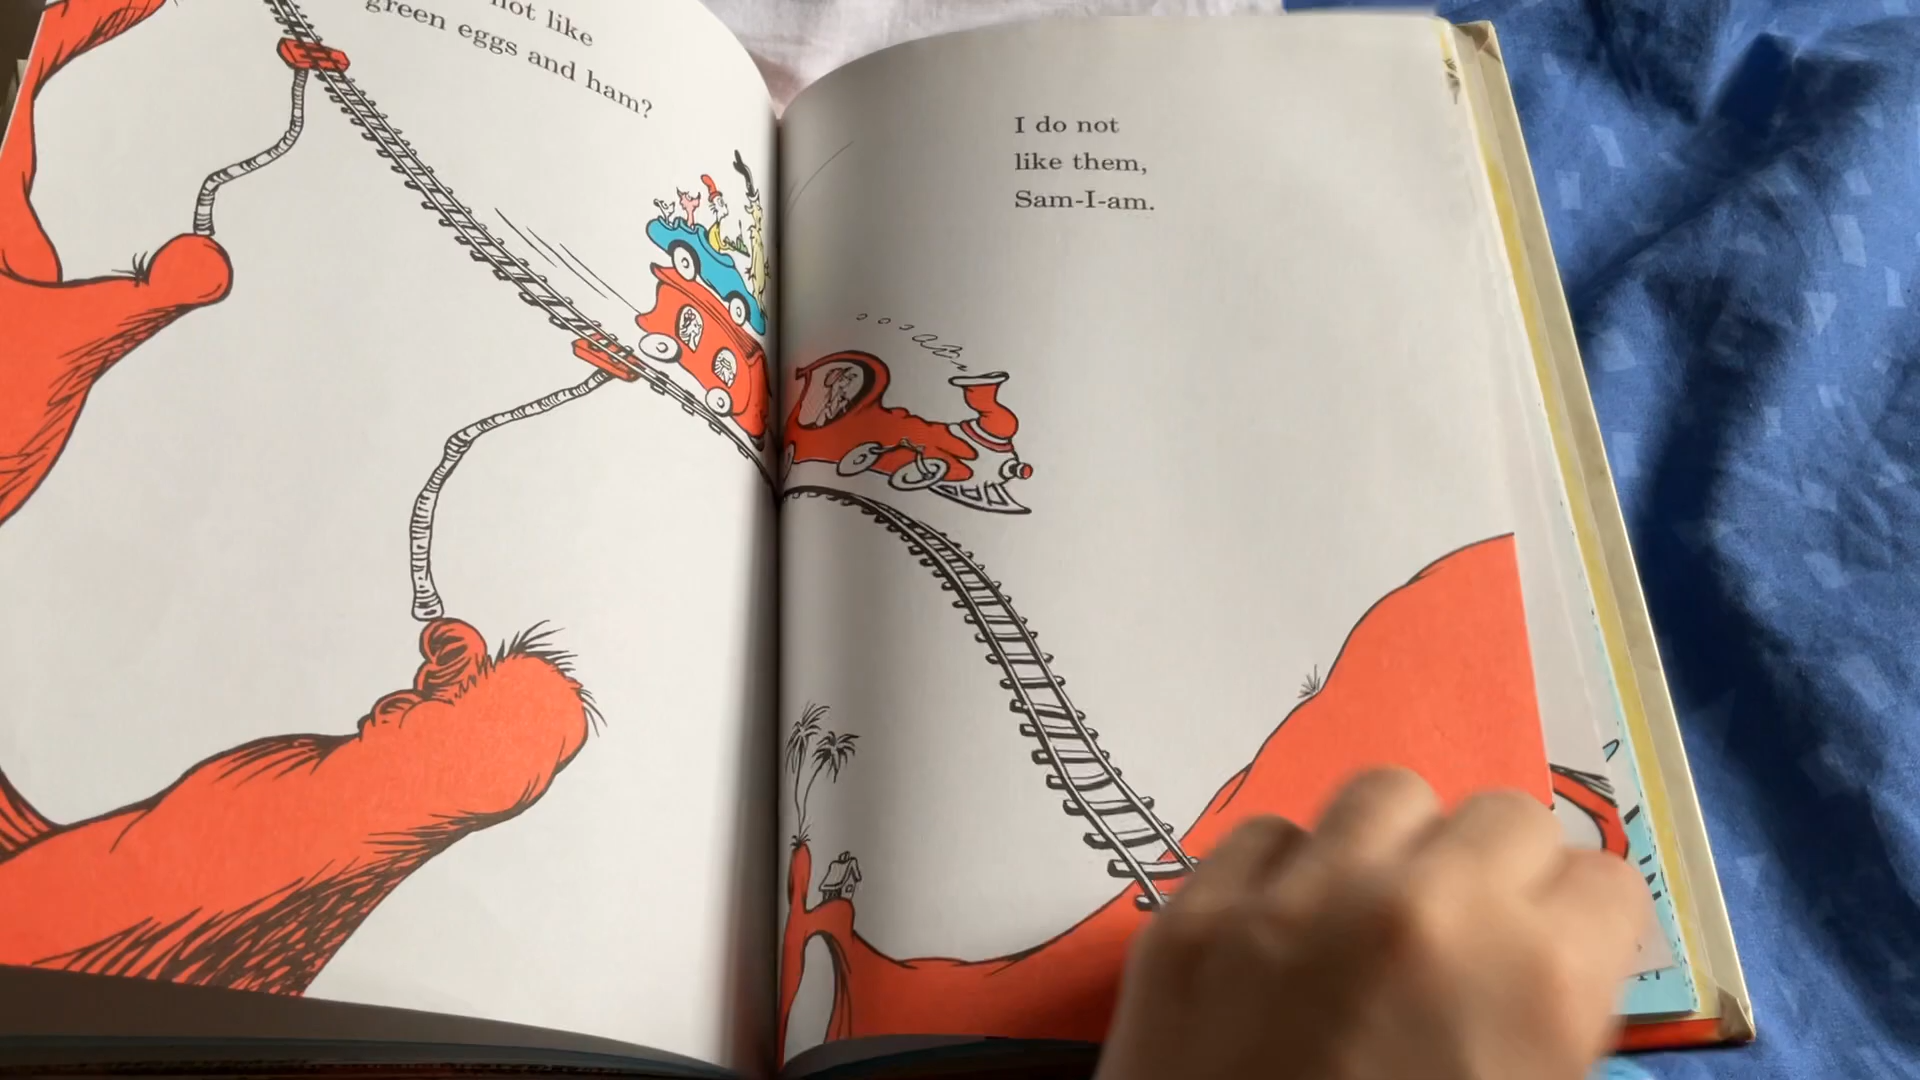 not like
green eggs and ham?
I do not
like them,
Sam-I-am.